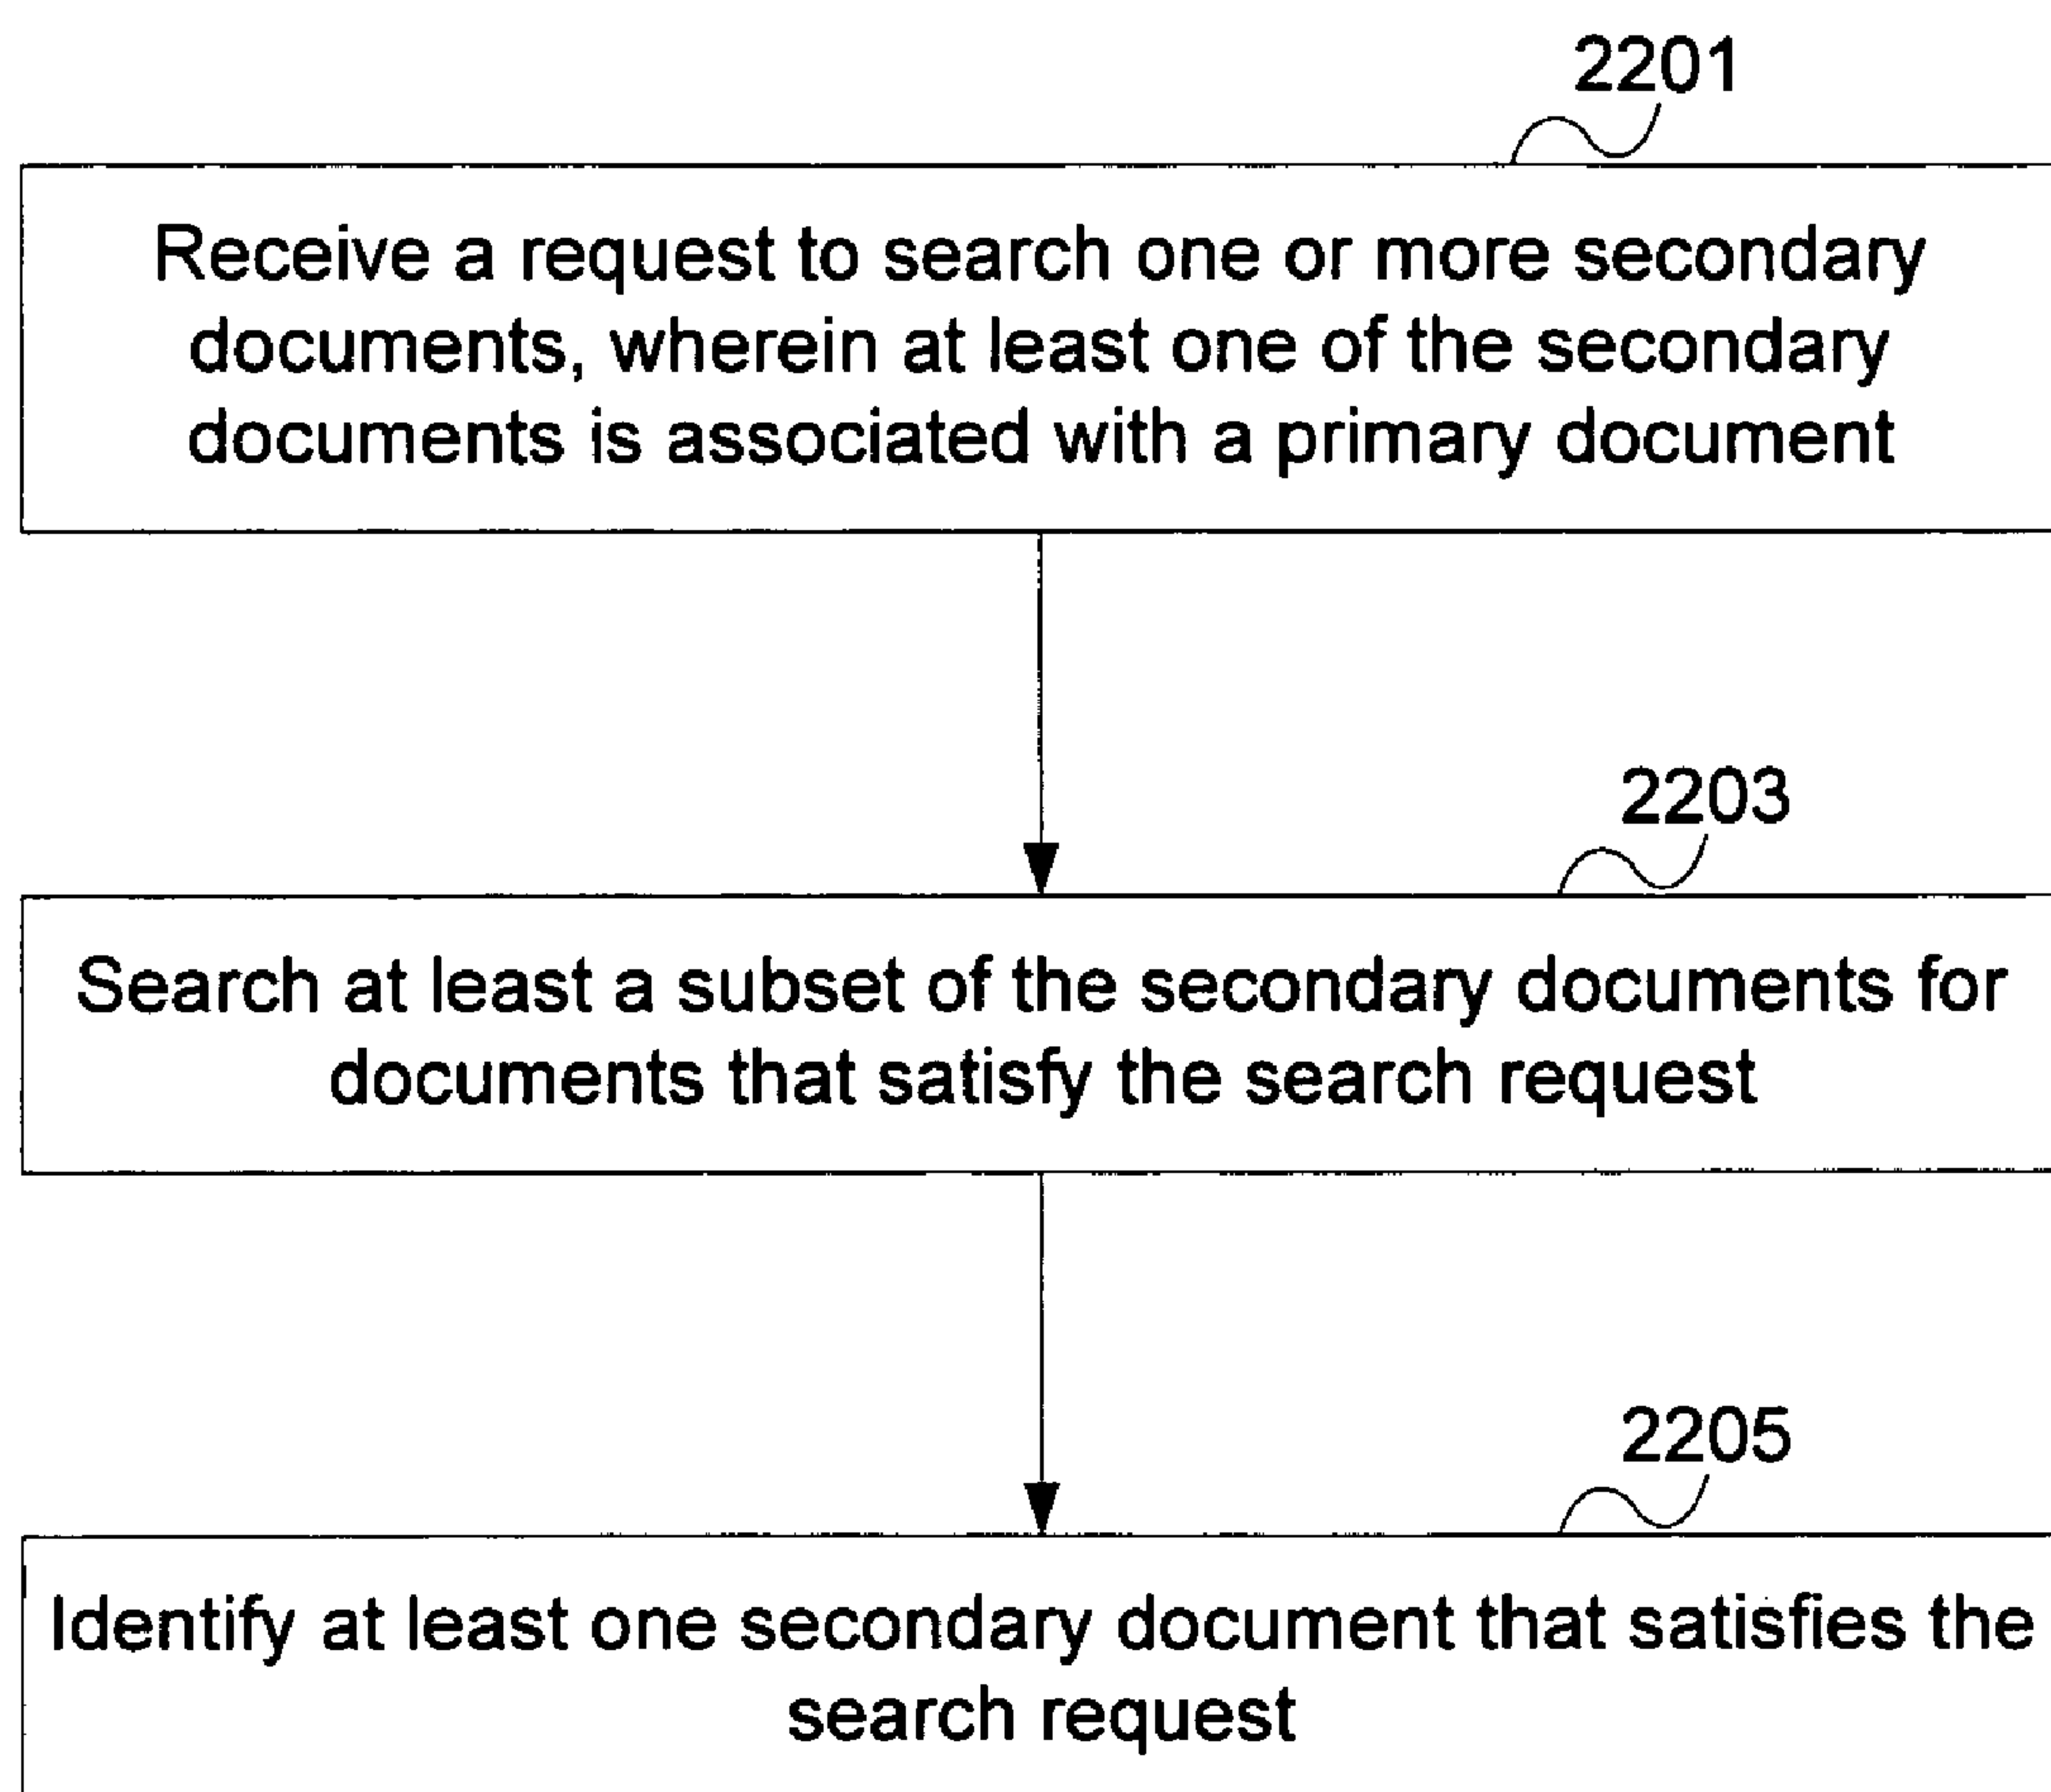 2201
Receive a request to search one or more secondary
documents, wherein at least one of the secondary
documents is associated with a primary document
2203
Search at least a subset of the secondary documents for
documents that satisfy the search request
2205
Identify at least one secondary document that satisfies the
search request